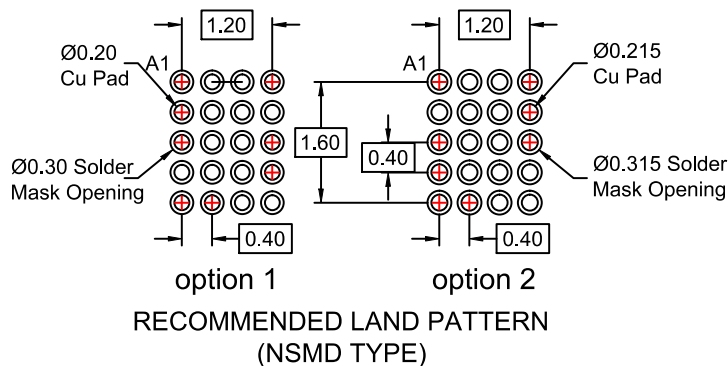 1.20
1.20
Ø0.20
Cu Pad
A1
A1
Ø0.215
Cu Pad
1.60
0.40
Ø0.30 Solder
Mask Opening
Ø0.315 Solder
Mask Opening
0.40
0.40
option 1
option 2
RECOMMENDED LAND PATTERN
(NSMD TYPE)